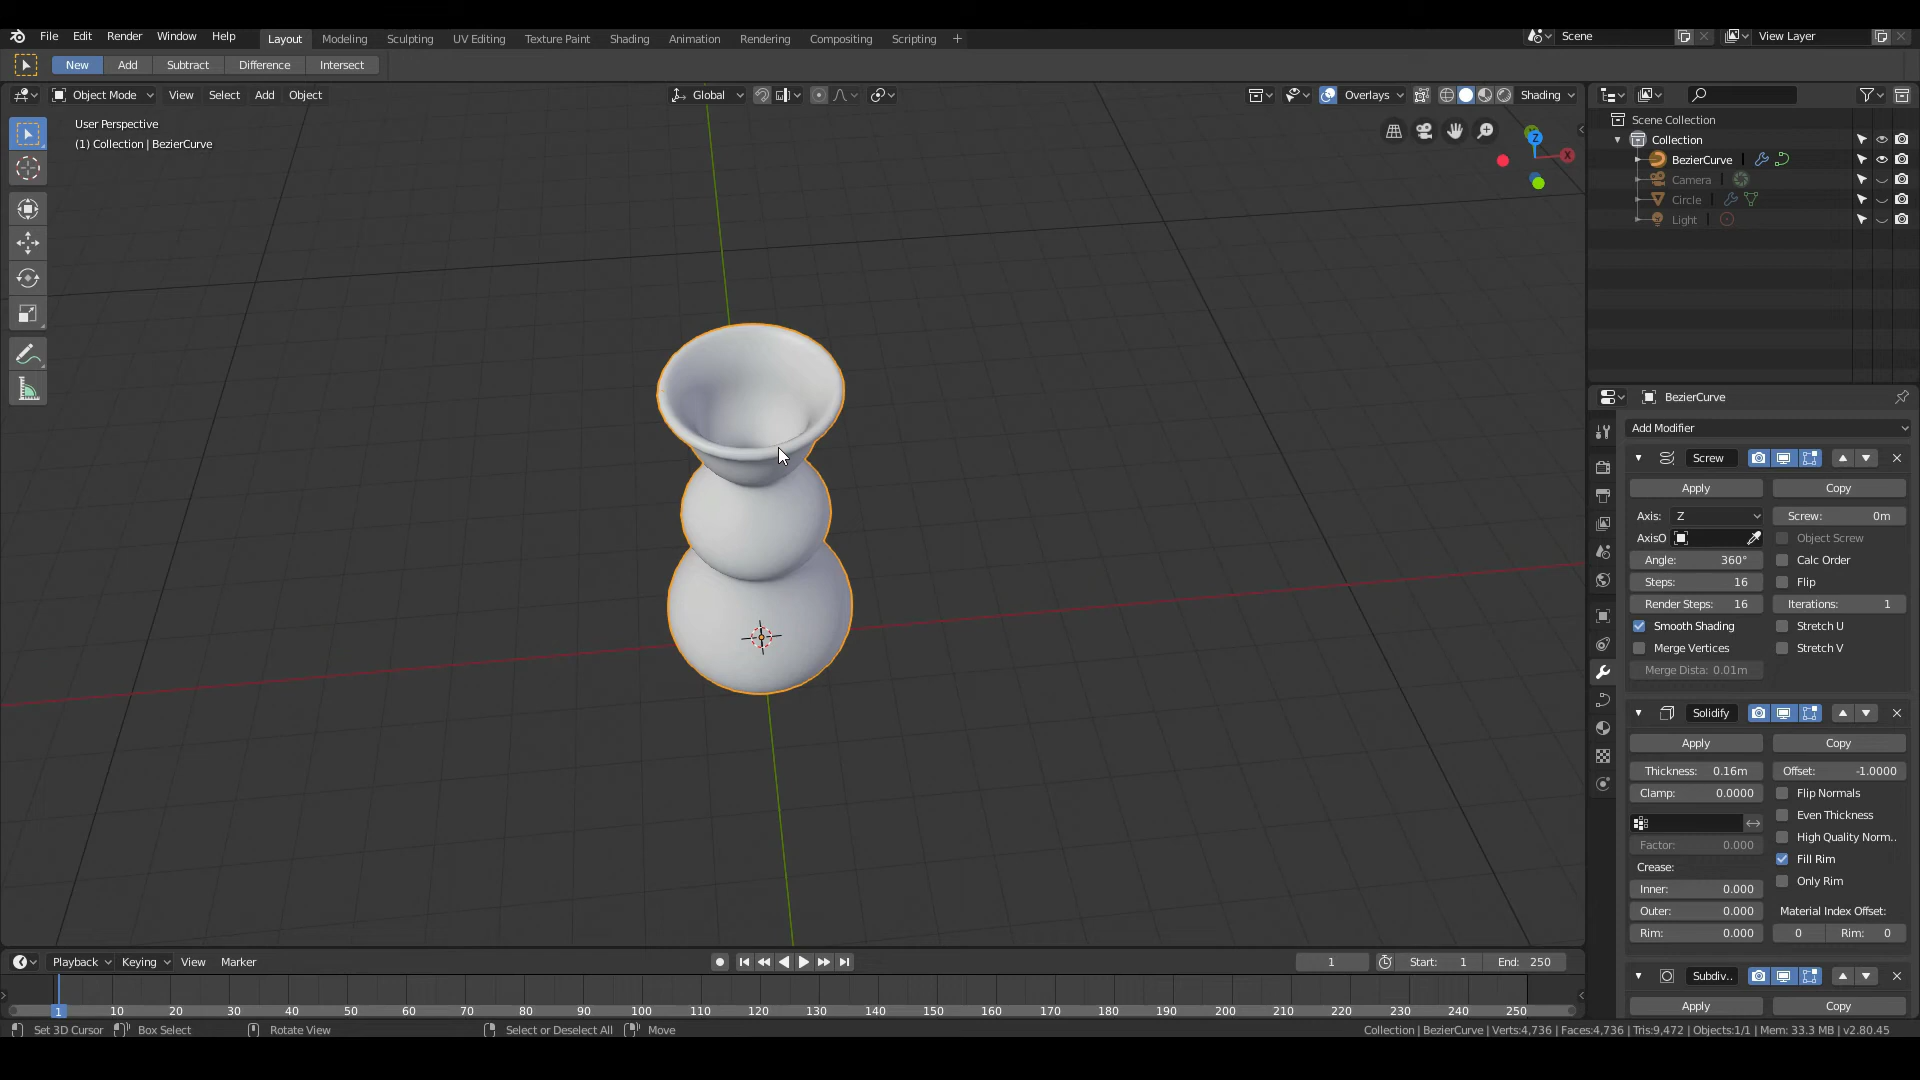 File Edit Render Window Help Layout Modeling Sculpting UV Editing Texture Paint Shading Animation Rendering Compositing Scripting + Scene View Layer
New Add Subtract Difference Intersect
Object Mode View Select Add Object Global Overlays Shading
User Perspective
(1) Collection | BezierCurve
Z
X
Scene Collection
Collection
BezierCurve
Camera
Circle
Light
BezierCurve
Add Modifier
Screw
Apply Copy
Axis: Z Screw: 0m
AxisO Object Screw
Angle: 360° Calc Order
Steps: 16 Flip
Render Steps: 16 Iterations: 1
Smooth Shading Stretch U
Merge Vertices Stretch V
Merge Dista: 0.01m
Solidify
Apply Copy
Thickness: 0.16m Offset: -1.0000
Clamp: 0.0000 Flip Normals
Even Thickness
High Quality Norm..
Factor: 0.000
Fill Rim
Crease:
Only Rim
Inner: 0.000
Outer: 0.000 Material Index Offset:
Rim: 0.000 0 Rim: 0
Subdiv..
Apply Copy
Playback Keying View Marker 1 Start: 1 End: 250
1 10 20 30 40 50 60 70 80 90 100 110 120 130 140 150 160 170 180 190 200 210 220 230 240 250
Set 3D Cursor Box Select Rotate View Select or Deselect All Move Collection | BezierCurve | Verts:4,736 | Faces:4,736 | Tris:9,472 | Objects:1/1 | Mem: 33.3 MB | v2.80.45